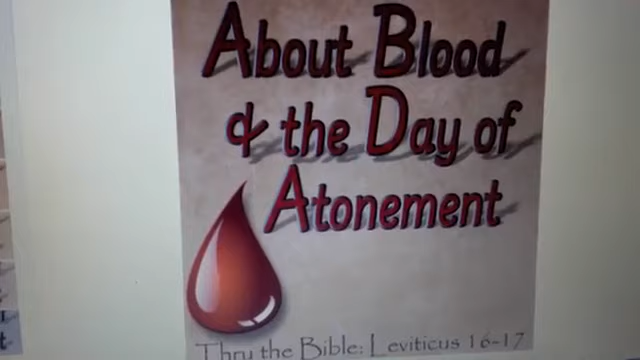 About Blood
& the Day of
Atonement
Thru the Bible: Leviticus 16-17